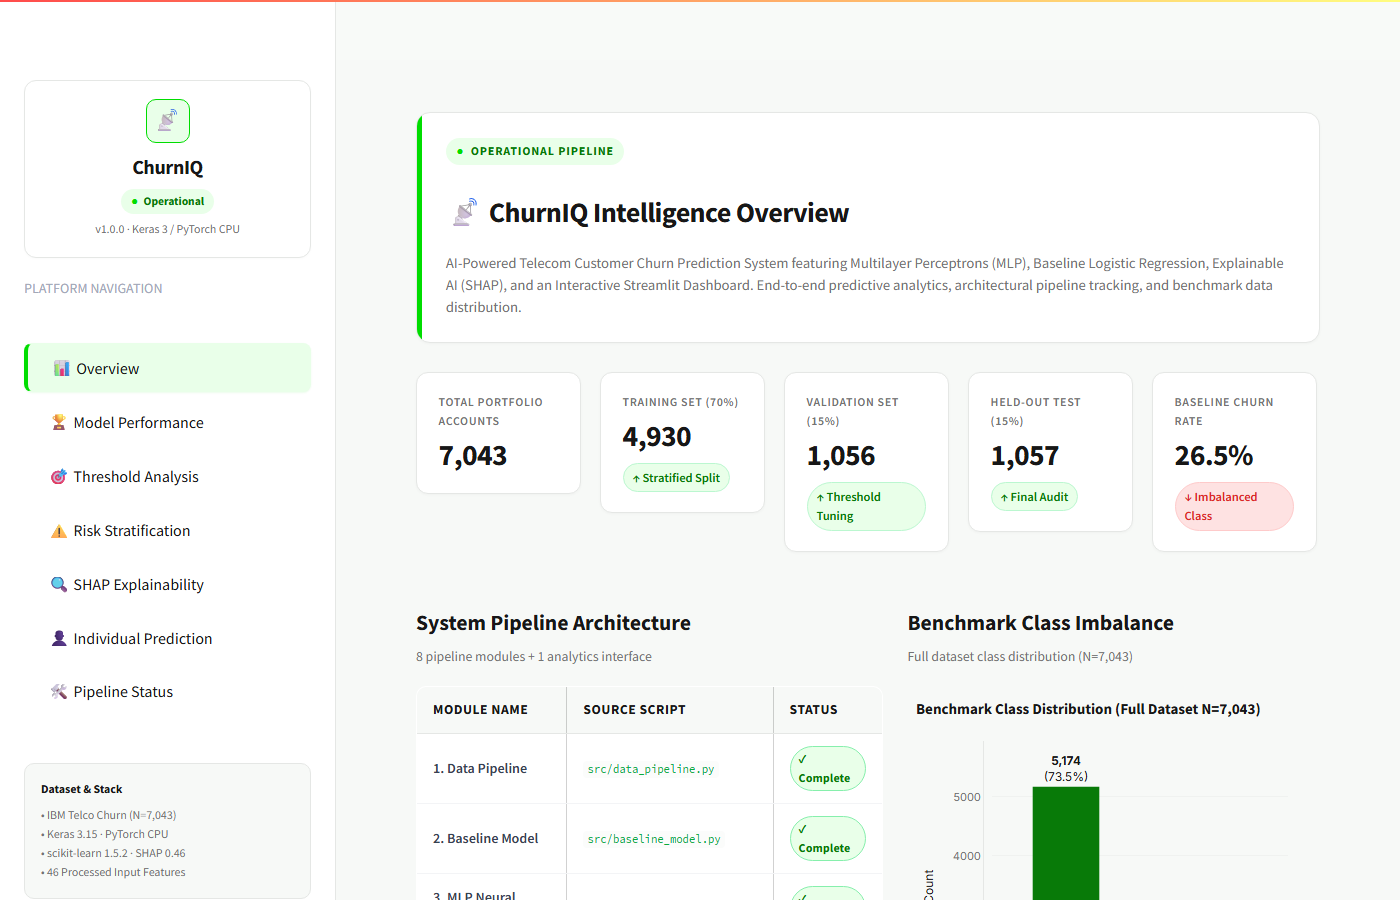 ChurnIQ
Operational
v1.0.0 · Keras 3 / PyTorch CPU
PLATFORM NAVIGATION
Overview
Model Performance
Threshold Analysis
Risk Stratification
SHAP Explainability
Individual Prediction
Pipeline Status
Dataset & Stack
• IBM Telco Churn (N=7,043)
• Keras 3.15 · PyTorch CPU
• scikit-learn 1.5.2 · SHAP 0.46
• 46 Processed Input Features
OPERATIONAL PIPELINE
ChurnIQ Intelligence Overview
AI-Powered Telecom Customer Churn Prediction System featuring Multilayer Perceptrons (MLP), Baseline Logistic Regression, Explainable
AI (SHAP), and an Interactive Streamlit Dashboard. End-to-end predictive analytics, architectural pipeline tracking, and benchmark data
distribution.
TOTAL PORTFOLIO
ACCOUNTS
7,043
TRAINING SET (70%)
4,930
↑ Stratified Split
VALIDATION SET
(15%)
1,056
↑ Threshold
Tuning
HELD-OUT TEST
(15%)
1,057
↑ Final Audit
BASELINE CHURN
RATE
26.5%
↓ Imbalanced
Class
System Pipeline Architecture
8 pipeline modules + 1 analytics interface
MODULE NAME SOURCE SCRIPT STATUS
1. Data Pipeline src/data_pipeline.py ✓
Complete
2. Baseline Model src/baseline_model.py ✓
Complete
3. MLP Neural ✓
Benchmark Class Imbalance
Full dataset class distribution (N=7,043)
Benchmark Class Distribution (Full Dataset N=7,043)
5,174
(73.5%)
5000
4000
Count